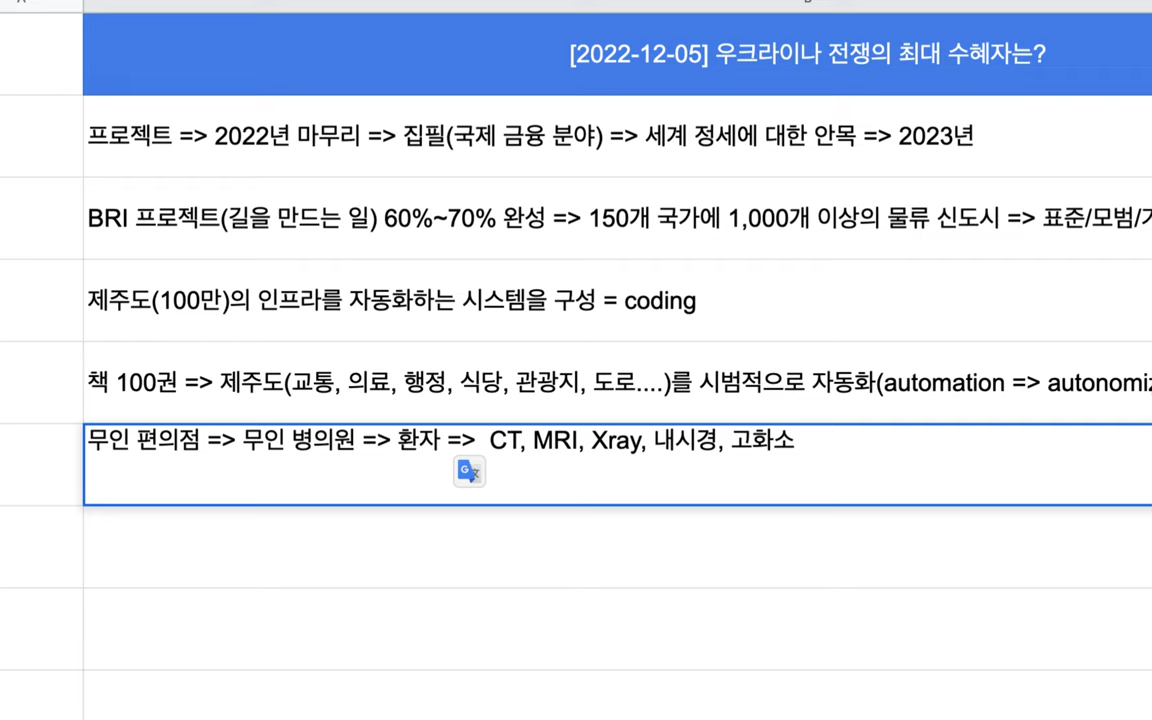 [2022-12-05] 우크라이나 전쟁의 최대 수혜자는?
프로젝트 => 2022년 마무리 => 집필(국제 금융 분야) => 세계 정세에 대한 안목 => 2023년
BRI 프로젝트(길을 만드는 일) 60%~70% 완성 => 150개 국가에 1,000개 이상의 물류 신도시 => 표준/모범/
제주도(100만)의 인프라를 자동화하는 시스템을 구성 = coding
책 100권 => 제주도(교통, 의료, 행정, 식당, 관광지, 도로....)를 시범적으로 자동화(automation => autonomiz
무인 편의점 => 무인 병의원 => 환자 => CT, MRI, Xray, 내시경, 고화소